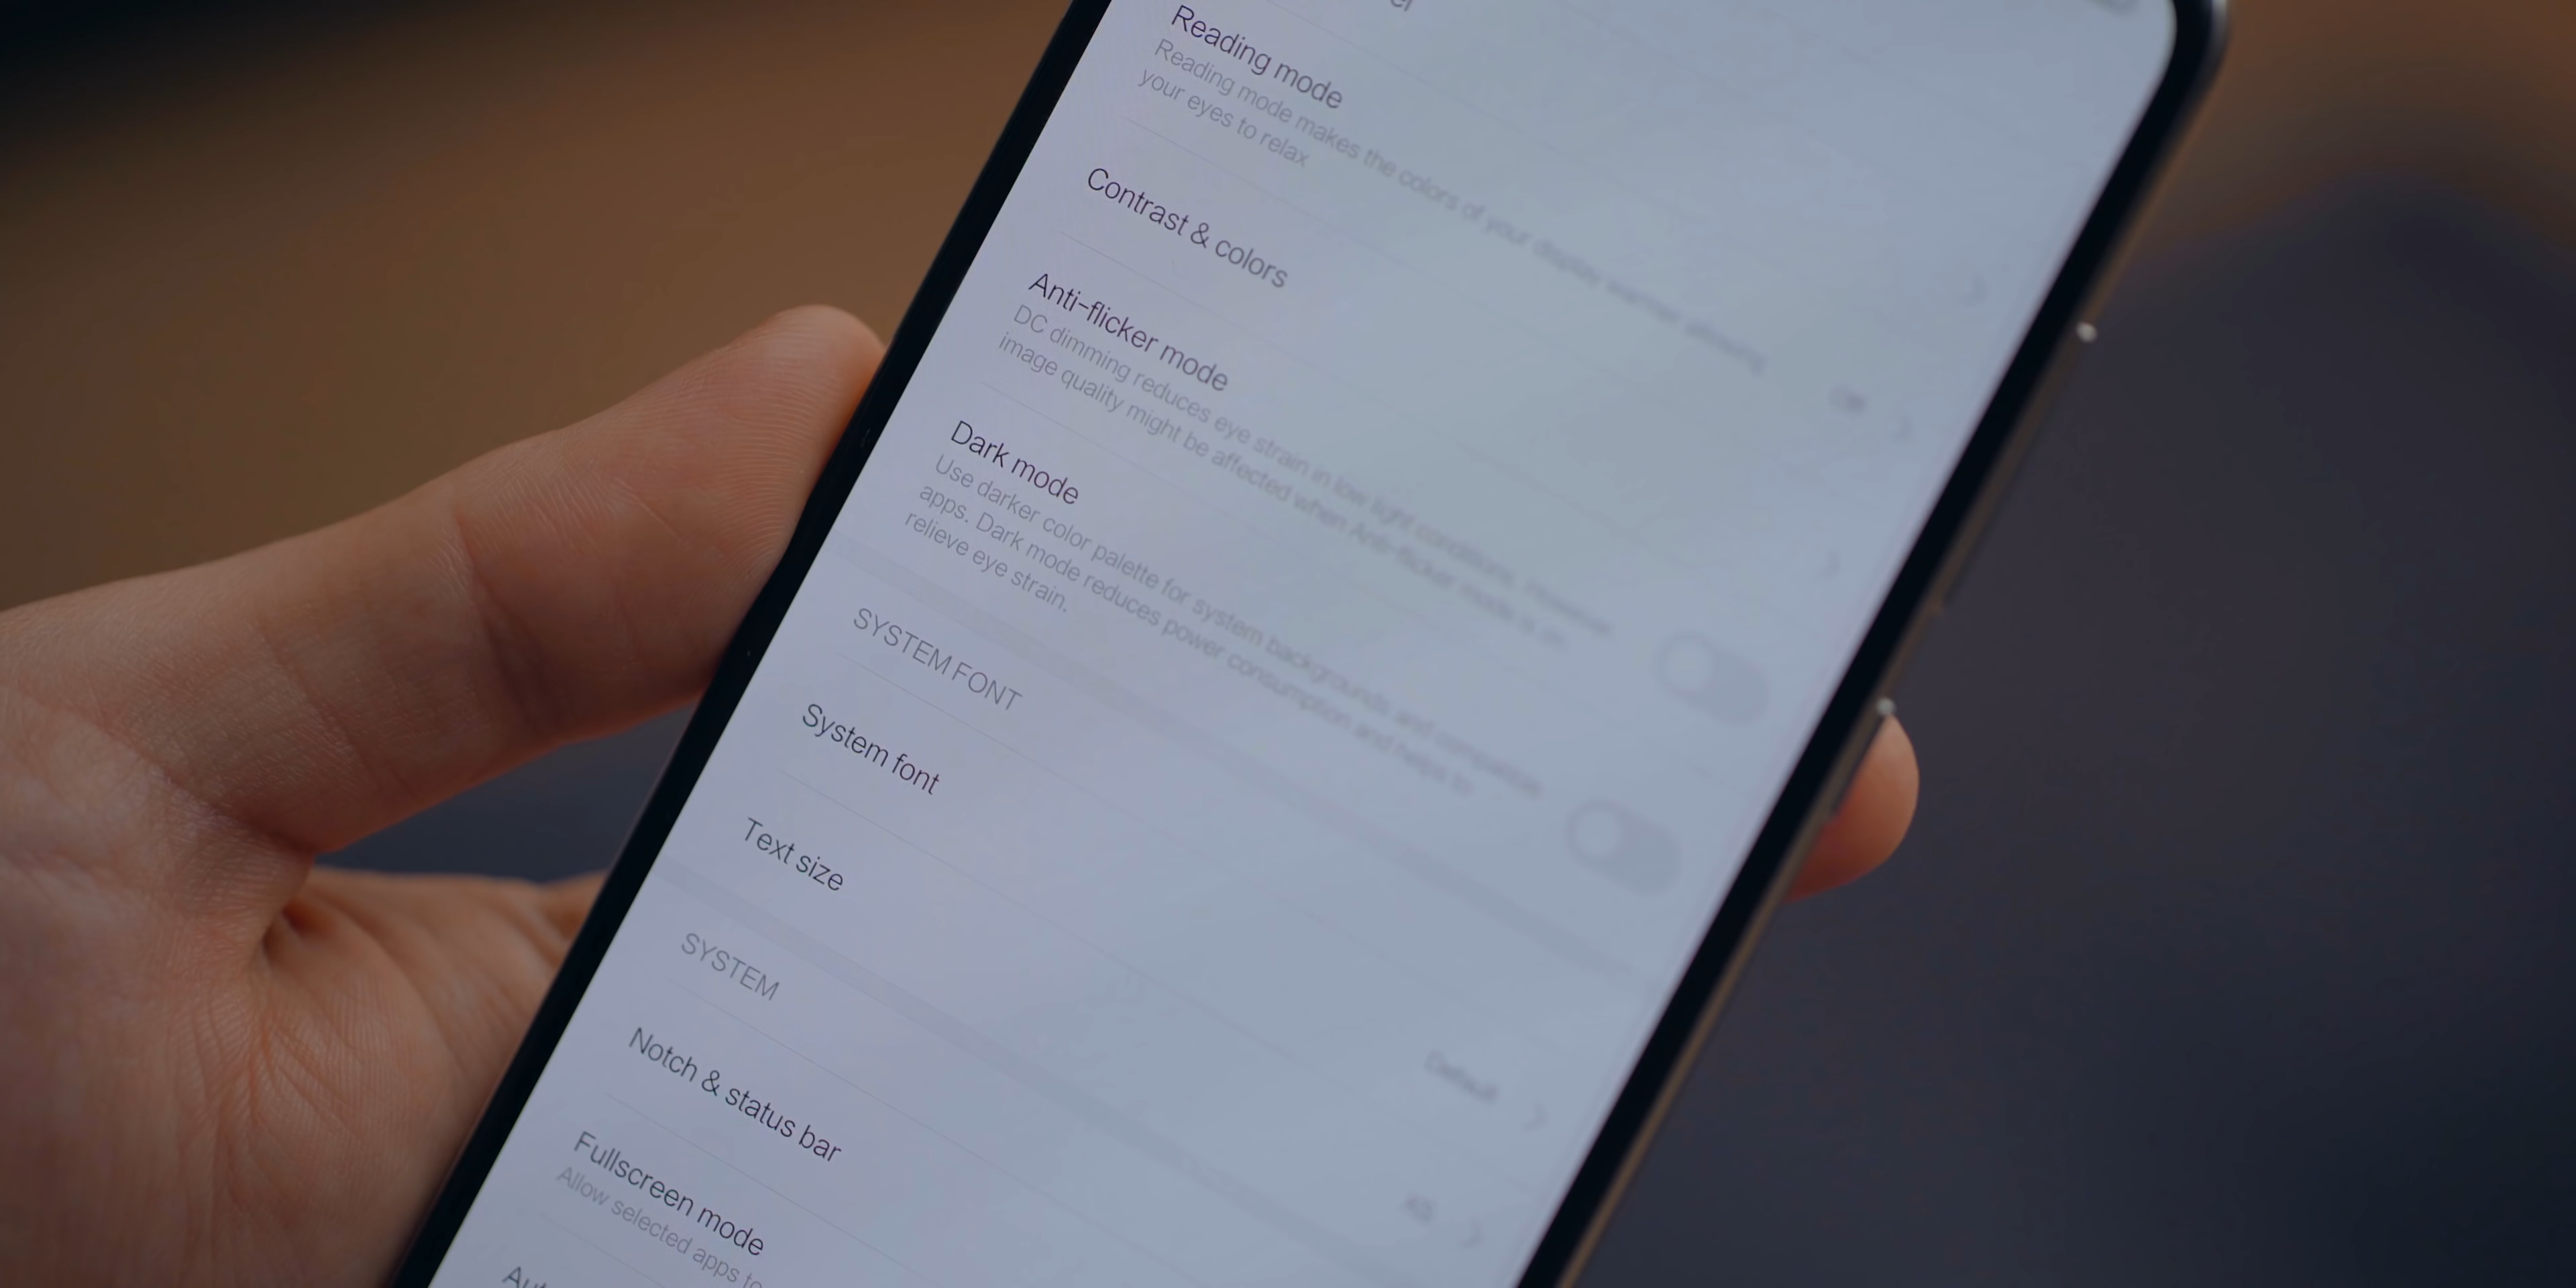 Reading mode
Reading mode makes the colors of your display warmer allowing
your eyes to relax
Off
Contrast & colors
Anti-flicker mode
DC dimming reduces eye strain in low light conditions. However,
image quality might be affected when Anti-flicker mode is on.
Dark mode
Use darker color palette for system backgrounds and compatible
apps. Dark mode reduces power consumption and helps to
relieve eye strain.
SYSTEM FONT
System font
Default
Text size
SYSTEM
Notch & status bar
Fullscreen mode
Allow selected apps to